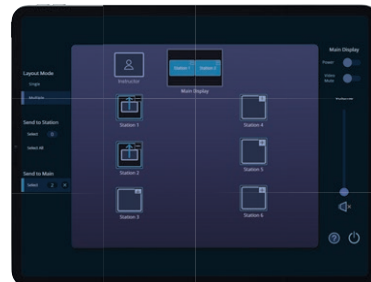 Main Display
Power
Video
Mute
Layout Mode
Single
Multiple
Instructor
Station 1
Station 2
Main Display
Send to Station
Select 0
Select All
Station 1
Station 4
Send to Main
Select 2 ×
Station 2
Station 5
Station 3
Station 6
?